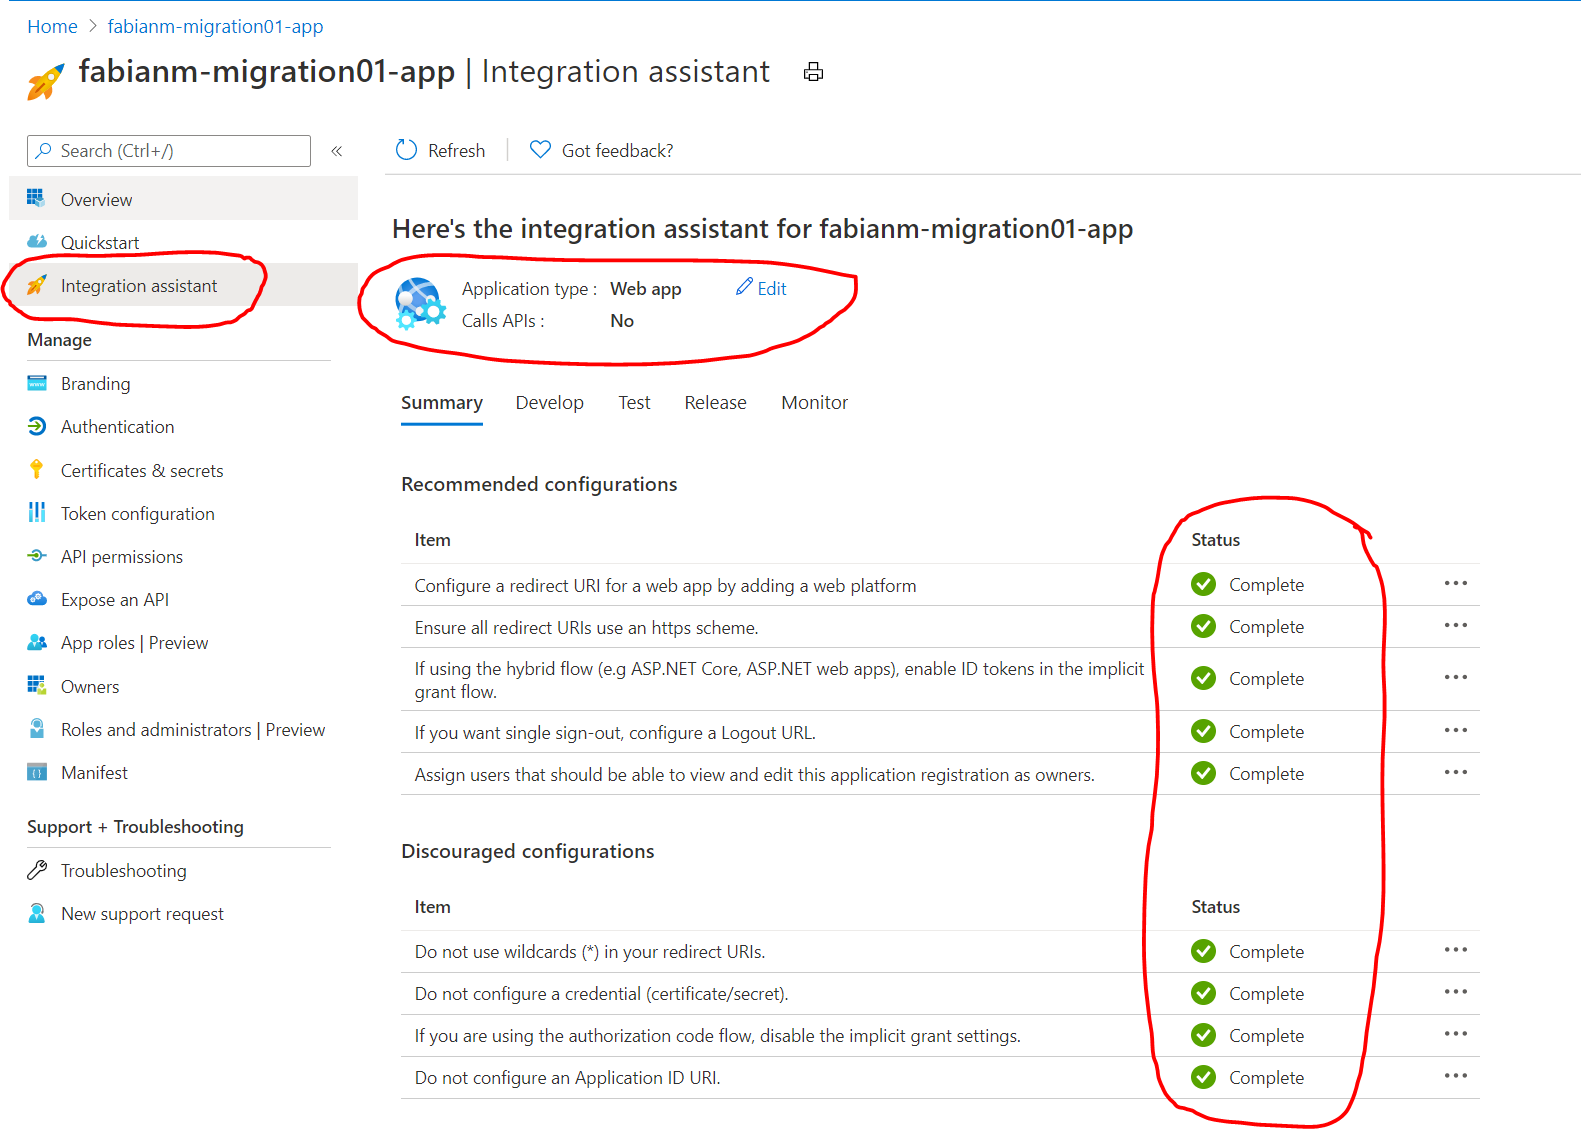 Home > fabianm-migration01-app
fabianm-migration01-app | Integration assistant
Search (Ctrl+/)
«
Refresh
Got feedback?
Overview
Quickstart
Integration assistant
Manage
Branding
Authentication
Certificates & secrets
Token configuration
API permissions
Expose an API
App roles | Preview
Owners
Roles and administrators | Preview
Manifest
Support + Troubleshooting
Troubleshooting
New support request
Here's the integration assistant for fabianm-migration01-app
Application type : Web app Edit
Calls APIs : No
Summary Develop Test Release Monitor
Recommended configurations
Item Status
Configure a redirect URI for a web app by adding a web platform Complete ...
Ensure all redirect URIs use an https scheme. Complete ...
If using the hybrid flow (e.g ASP.NET Core, ASP.NET web apps), enable ID tokens in the implicit
grant flow. Complete ...
If you want single sign-out, configure a Logout URL. Complete ...
Assign users that should be able to view and edit this application registration as owners. Complete ...
Discouraged configurations
Item Status
Do not use wildcards (*) in your redirect URIs. Complete ...
Do not configure a credential (certificate/secret). Complete ...
If you are using the authorization code flow, disable the implicit grant settings. Complete ...
Do not configure an Application ID URI. Complete ...